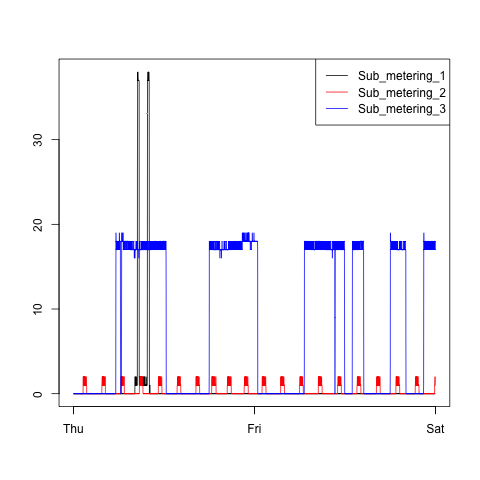 Sub_metering_1
Sub_metering_2
Sub_metering_3
30
20
10
0
Thu Fri Sat